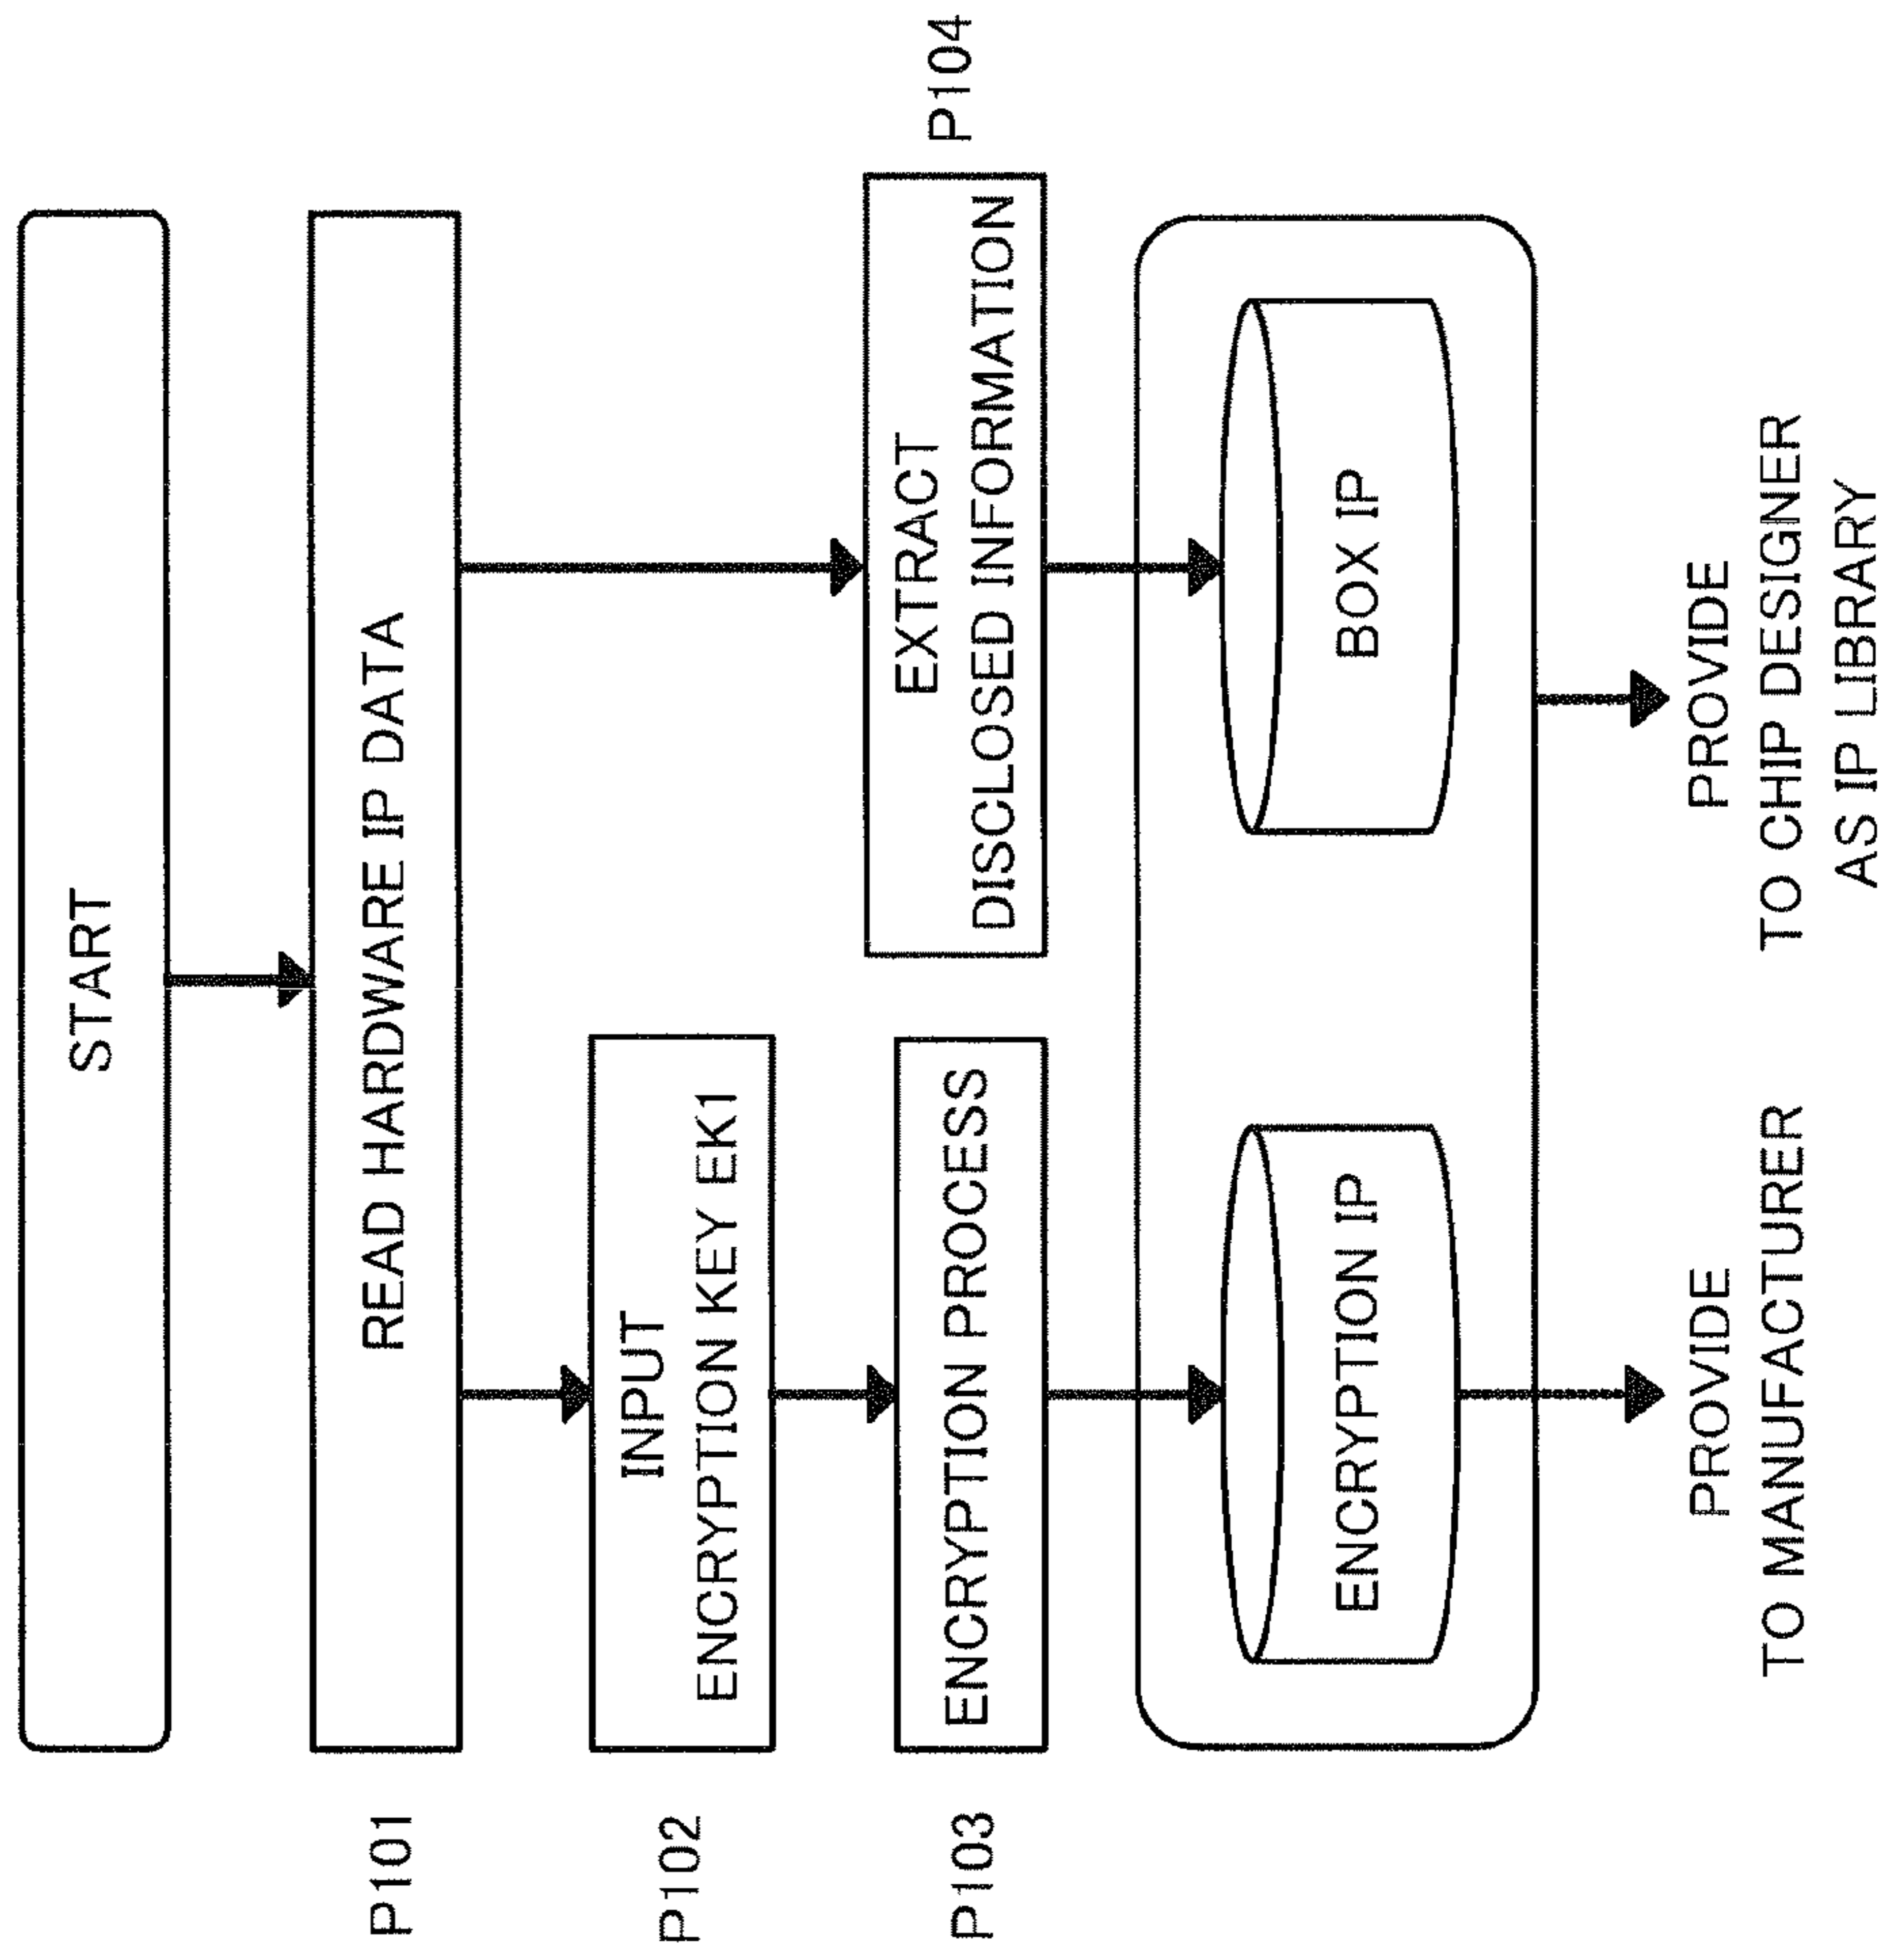 START
P101
READ HARDWARE IP DATA
P102
INPUT
ENCRYPTION KEY EK1
P103
ENCRYPTION PROCESS
EXTRACT
DISCLOSED INFORMATION
P104
ENCRYPTION IP
BOX IP
PROVIDE
TO MANUFACTURER
PROVIDE
TO CHIP DESIGNER
AS IP LIBRARY